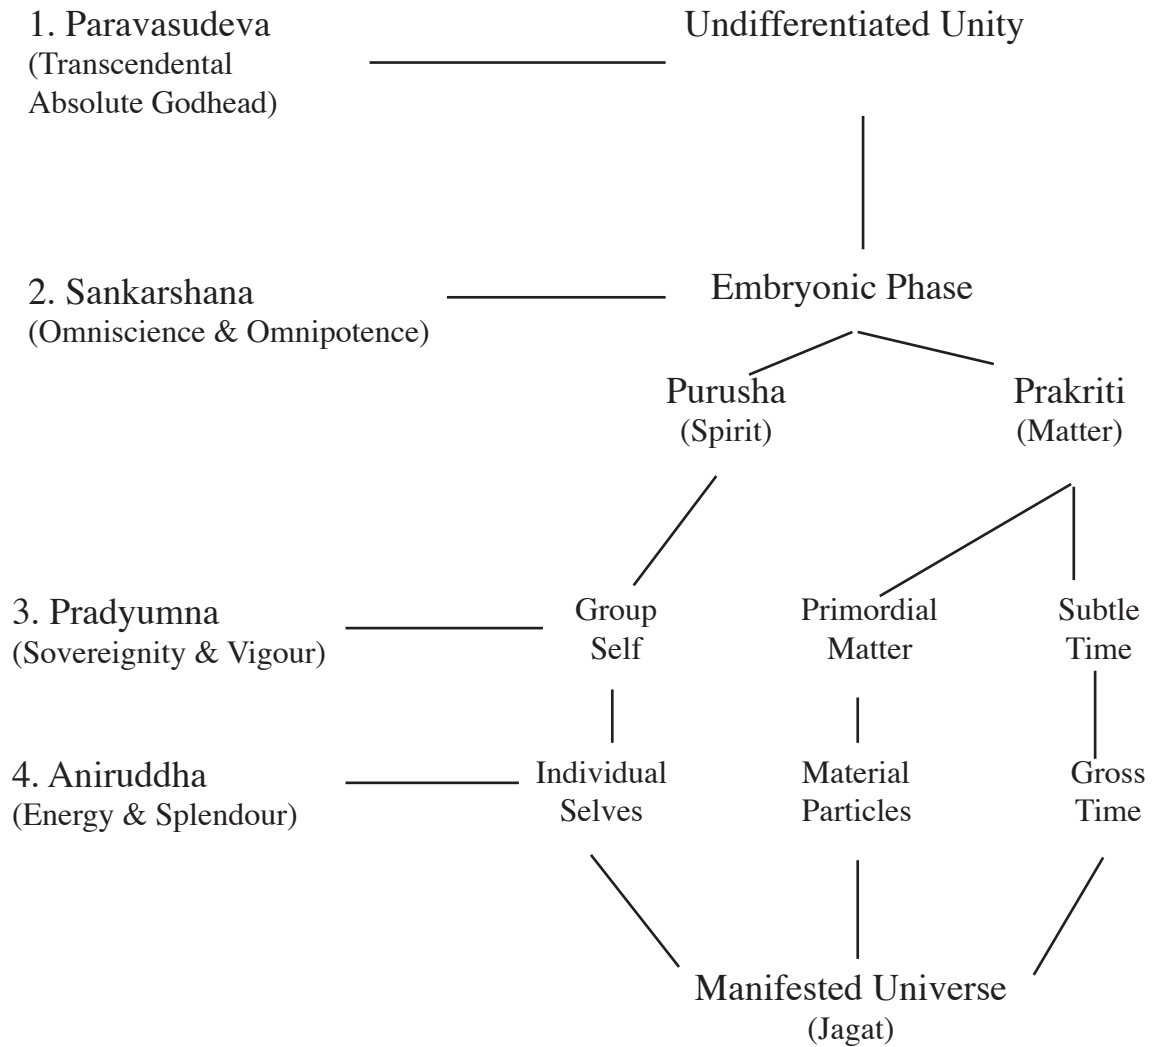 1. Paravasudeva
(Transcendental
Absolute Godhead)
Undifferentiated Unity
2. Sankarshana
(Omniscience & Omnipotence)
Embryonic Phase
Purusha
(Spirit)
Prakriti
(Matter)
3. Pradyumna
(Sovereignity & Vigour)
Group
Self
Primordial
Matter
Subtle
Time
4. Aniruddha
(Energy & Splendour)
Individual
Selves
Material
Particles
Gross
Time
Manifested Universe
(Jagat)